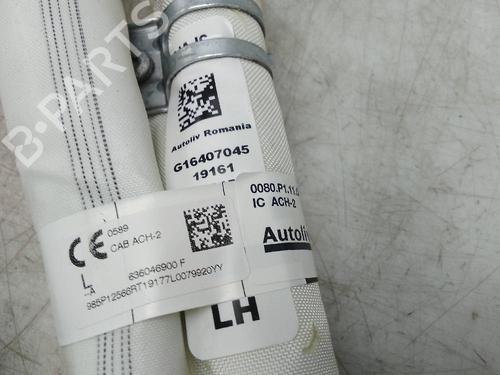 B-PARTS
Autoliv Romania
G16407045
19161
0589
CAB ACH-2
L
636046900 F
985P12566RT19177L0079920YY
0080.P1.11.
IC ACH-2
Autoliv
LH